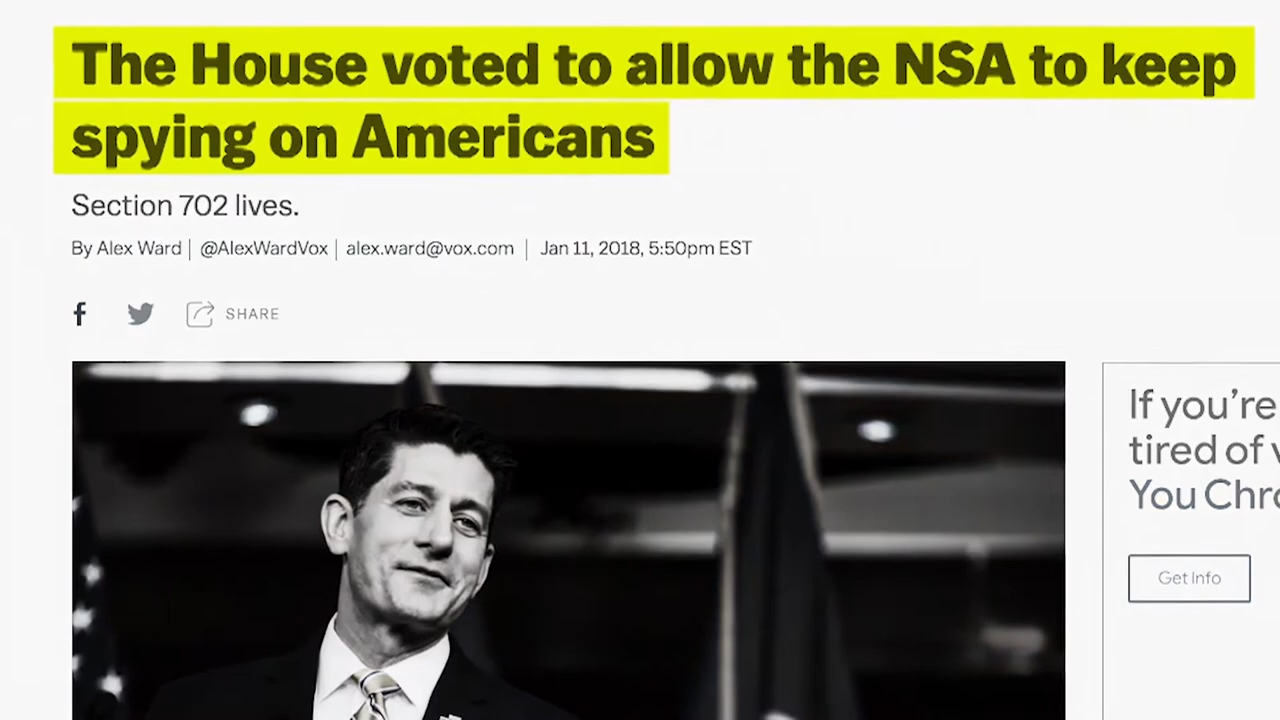 The House voted to allow the NSA to keep
spying on Americans
Section 702 lives.
By Alex Ward | @AlexWardVox | alex.ward@vox.com | Jan 11, 2018, 5:50pm EST
f
SHARE
If you're
tired of
You
Get Info